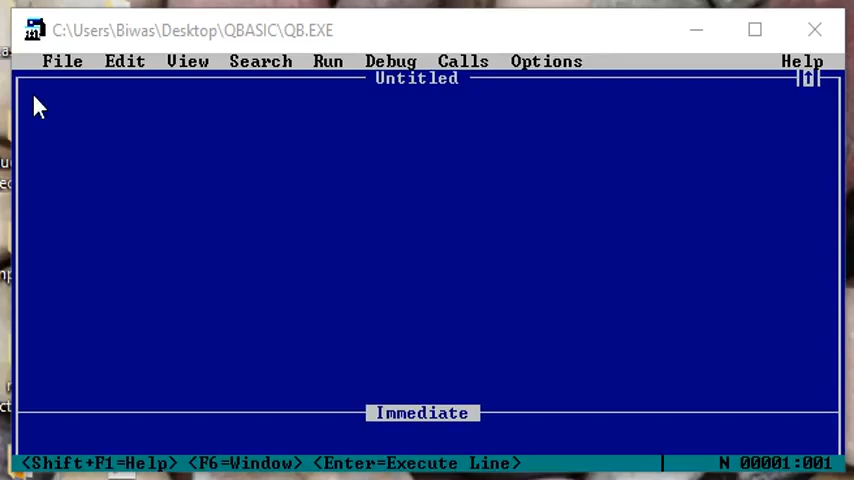 C:\Users\Biwas\Desktop\QBASIC\QB.EXE
File Edit View Search Run Debug Calls Options Help
Untitled
Immediate
<Shift+F1=Help> <F6=Window> <Enter=Execute Line> N 00001:001